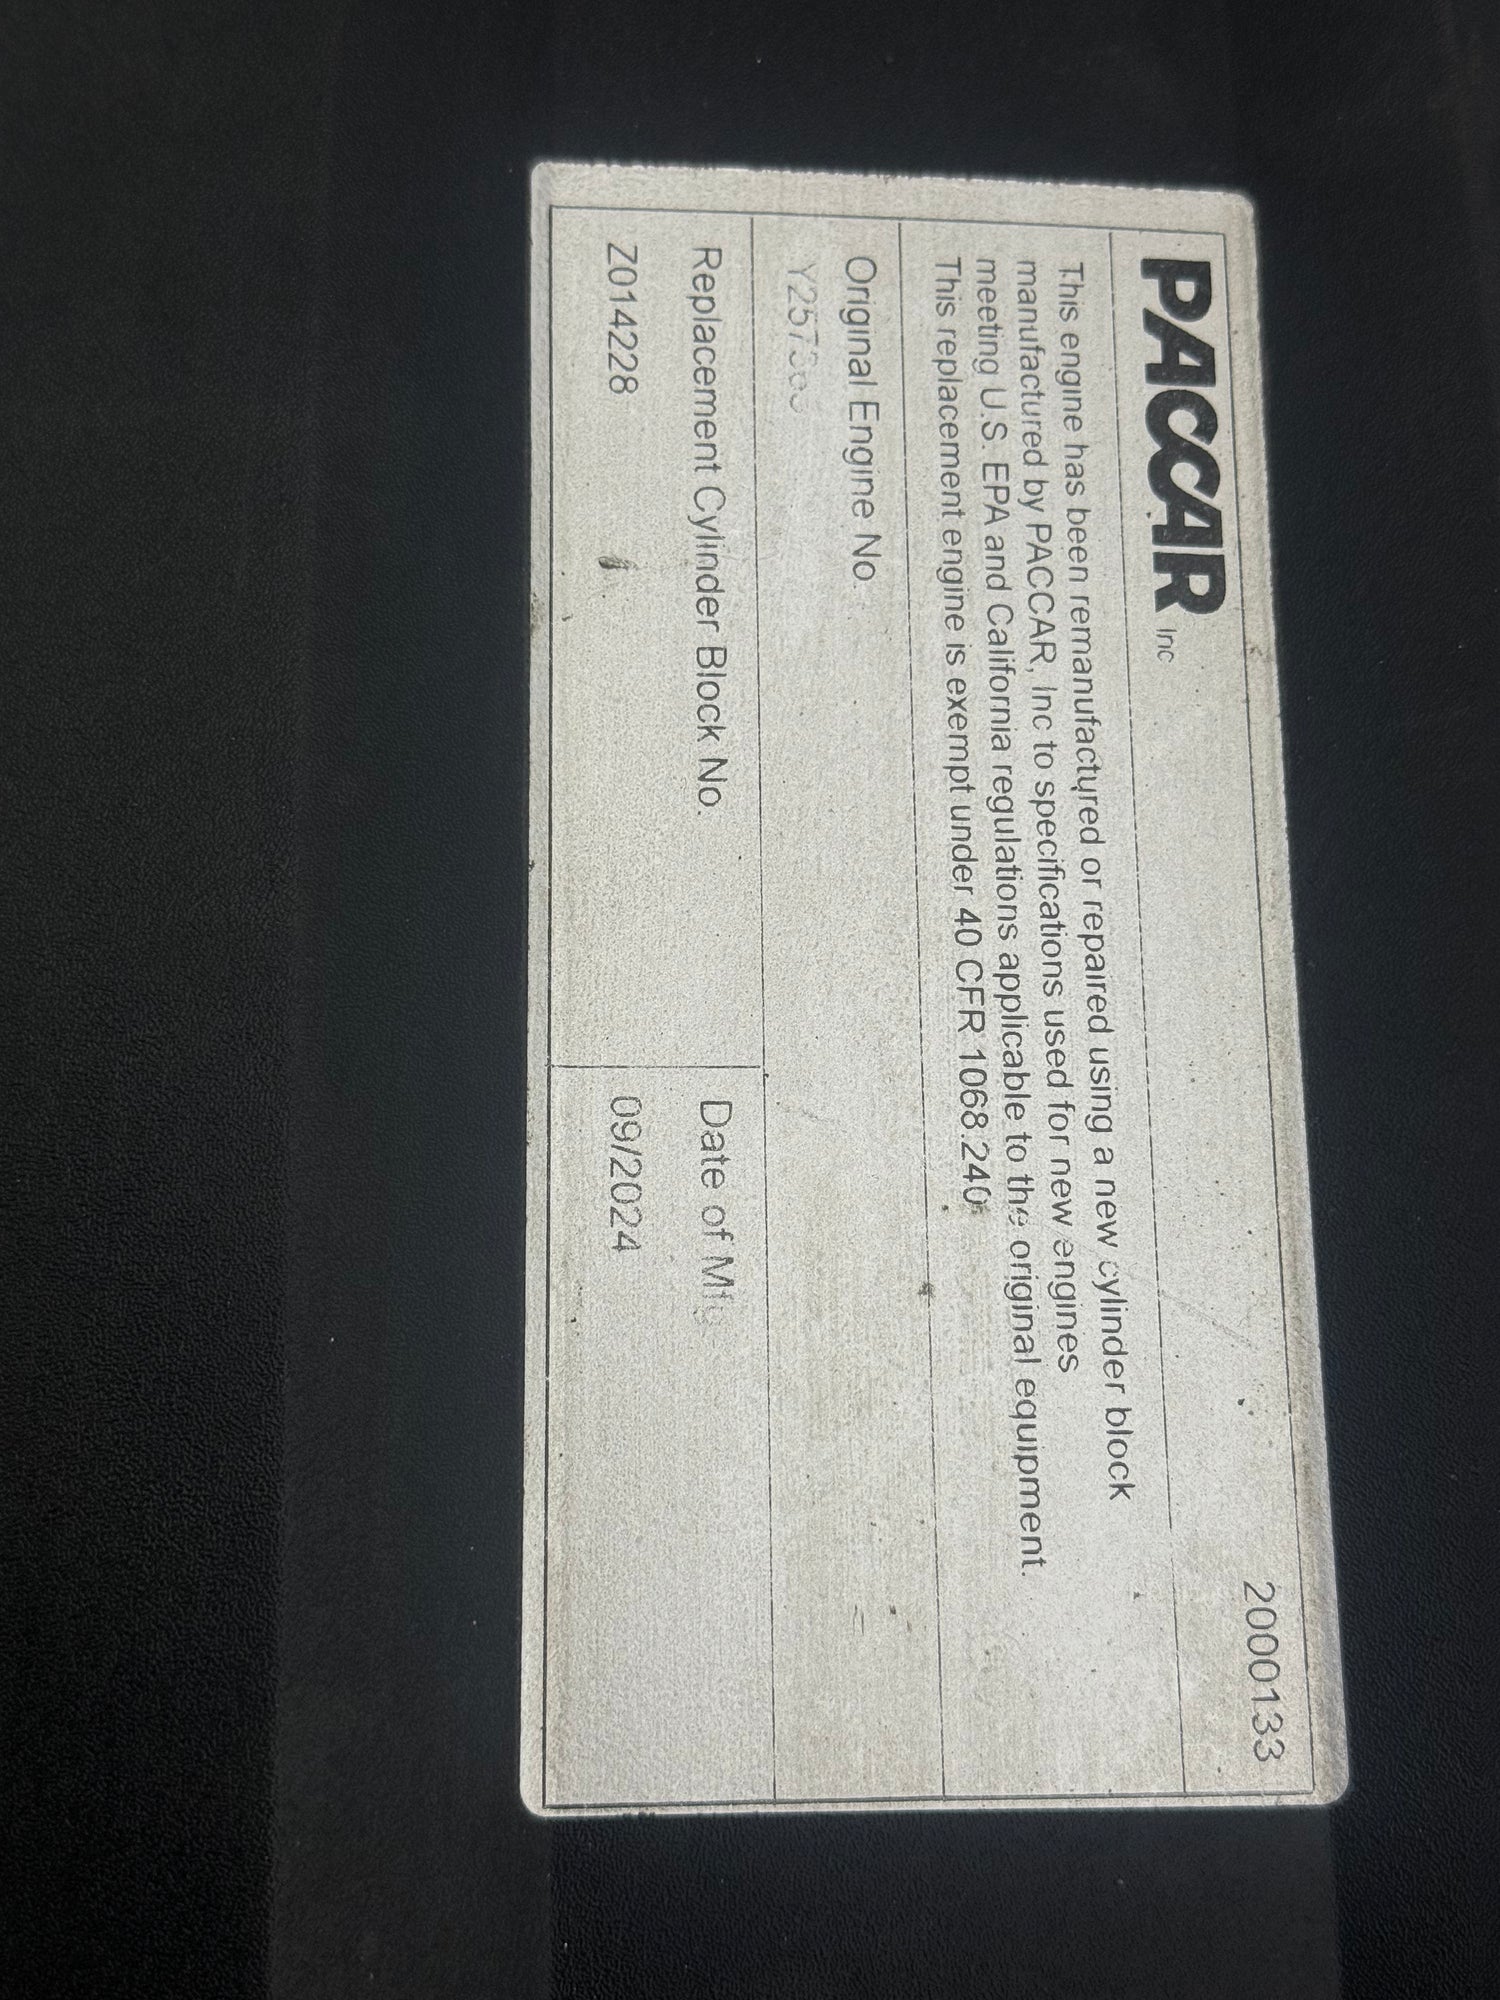 PACCAR Inc
2000133
This engine has been remanufactured or repaired using a new cylinder block
manufactured by PACCAR, Inc to specifications used for new engines
meeting U.S. EPA and California regulations applicable to the original equipment.
This replacement engine is exempt under 40 CFR 1068.240
Original Engine No.
Replacement Cylinder Block No.
Z014228
Date of Mfg
09/2024